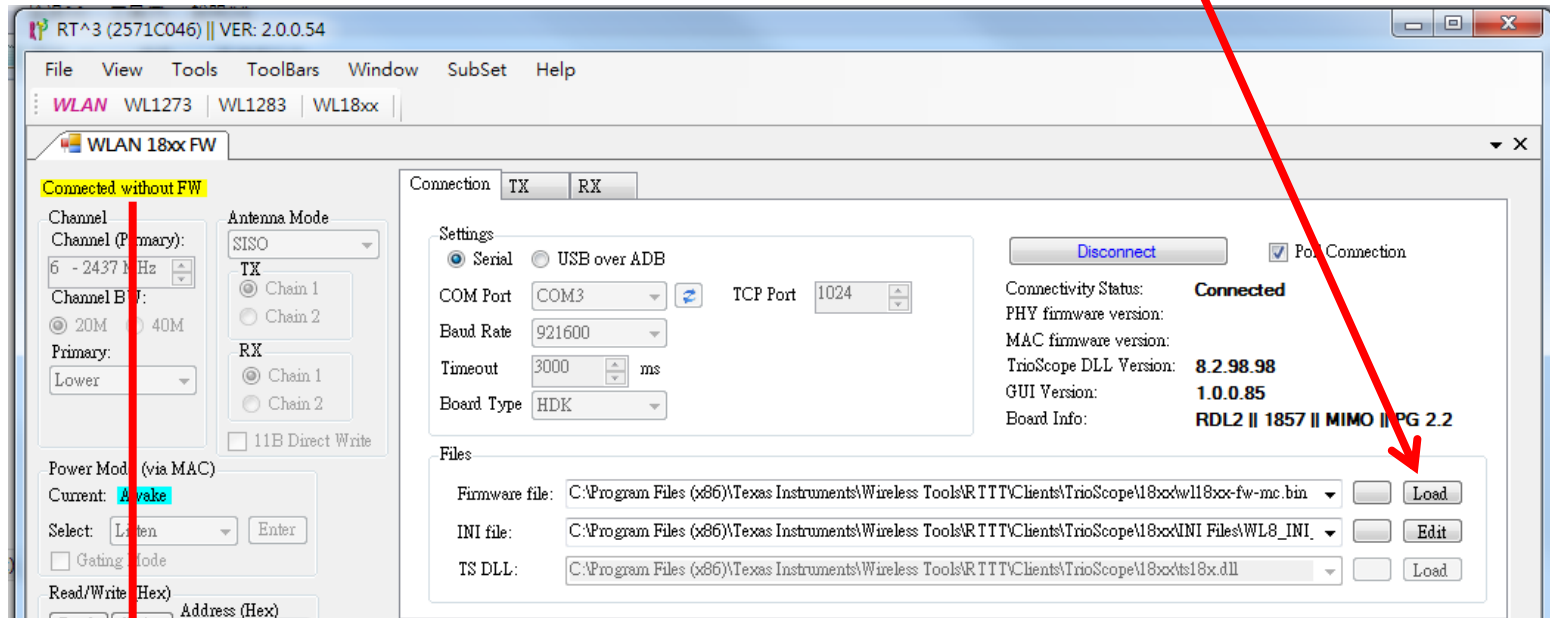 RT^3 (2571C046) || VER: 2.0.0.54
File View Tools ToolBars Window SubSet Help
WLAN WL1273 | WL1283 | WL18xx |
WLAN 18xx FW
Connected without FW
Channel
Channel (Primary):
6 - 2437 MHz
Channel BW:
20M 40M
Primary:
Lower
Antenna Mode
SISO
TX
Chain 1
Chain 2
RX
Chain 1
Chain 2
11B Direct Write
Power Mode (via MAC)
Current: Awake
Select: Listen Enter
Gating Mode
Read/Write (Hex)
Address (Hex)
Connection TX RX
Settings
Serial USB over ADB
COM Port COM3 TCP Port 1024
Baud Rate 921600
Timeout 3000 ms
Board Type HDK
Disconnect Connection
Connectivity Status: Connected
PHY firmware version:
MAC firmware version:
TrioScope DLL Version: 8.2.98.98
GUI Version: 1.0.0.85
Board Info: RDL2 || 1857 || MIMO || PG 2.2
Files
Firmware file: C:\Program Files (x86)\Texas Instruments\Wireless Tools\RTTT\Clients\TrioScope\18xx\wl18xx-fw-mc.bin Load
INI file: C:\Program Files (x86)\Texas Instruments\Wireless Tools\RTTT\Clients\TrioScope\18xx\INI Files\WL8_INI_ Edit
TS DLL: C:\Program Files (x86)\Texas Instruments\Wireless Tools\RTTT\Clients\TrioScope\18xx\ts18x.dll Load